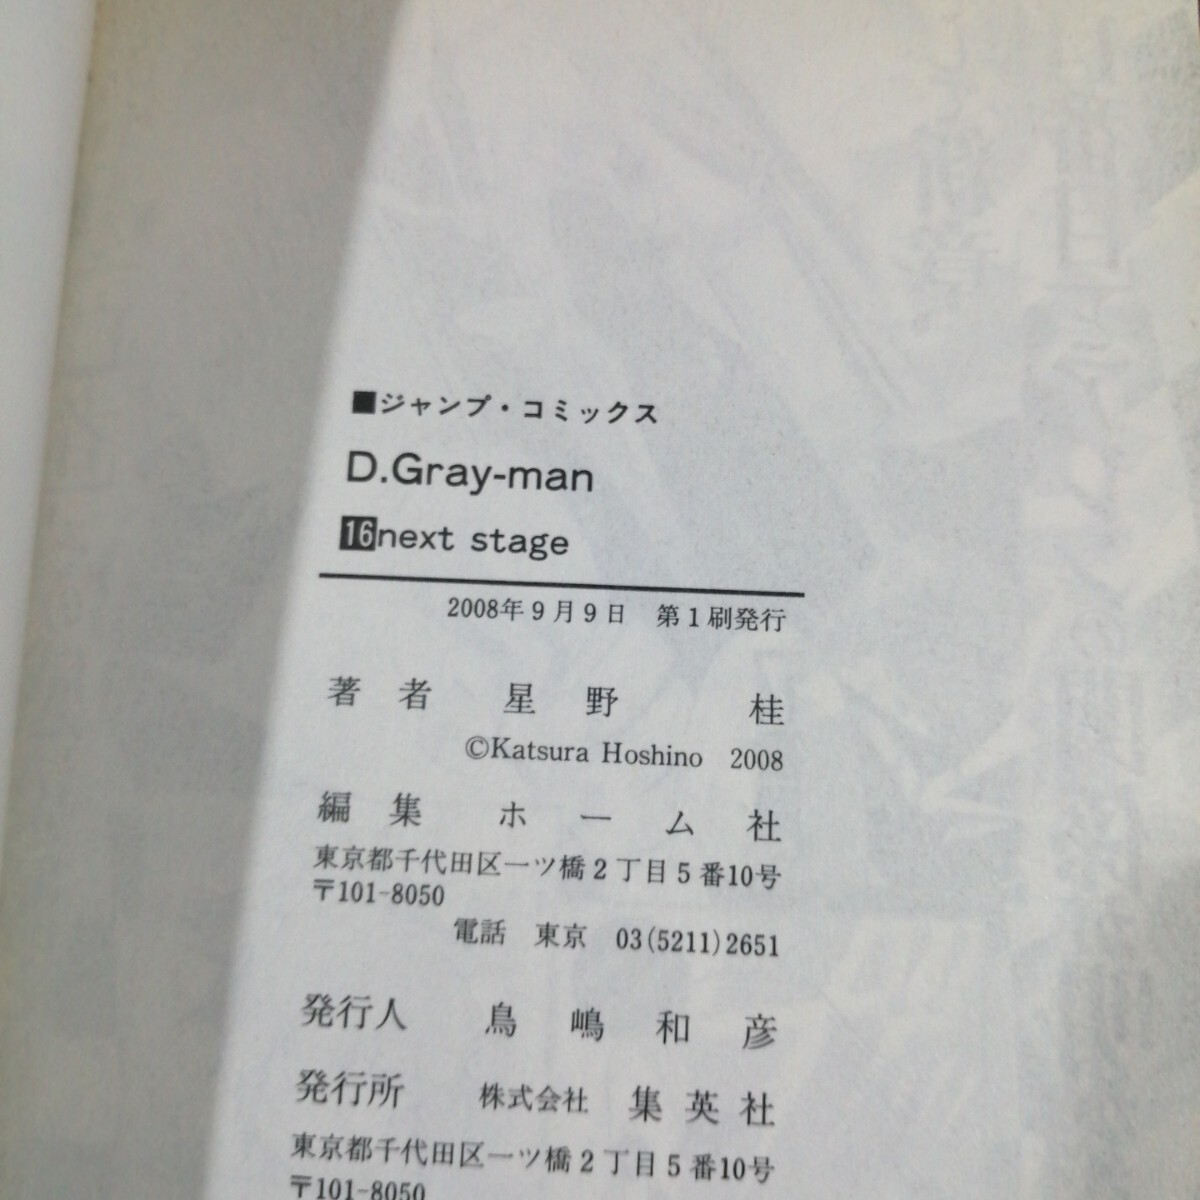 ■ジャンプ・コミックス
D.Gray-man
16next stage
2008年9月9日 第1刷発行
著者 星野 桂
©Katsura Hoshino 2008
編集 ホーム社
東京都千代田区一ツ橋2丁目5番10号
〒101-8050
電話 東京 03(5211)2651
発行人 鳥嶋和彦
発行所 株式会社 集英社
東京都千代田区一ツ橋2丁目5番10号
〒101-8050